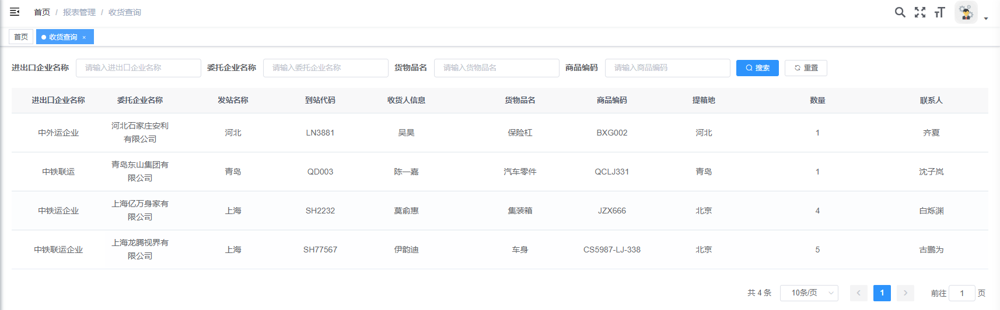 首页 / 报表管理 / 收货查询
首页 收货查询 ×
进出口企业名称 请输入进出口企业名称 委托企业名称 请输入委托企业名称 货物品名 请输入货物品名 商品编码 请输入商品编码 搜索 重置
进出口企业名称 委托企业名称 发站名称 到站代码 收货人信息 货物品名 商品编码 提箱地 数量 联系人
中外运企业 河北石家庄安利有限公司 河北 LN3881 吴昊 保险杠 BXG002 河北 1 齐夏
中铁联运 青岛东山集团有限公司 青岛 QD003 陈一嘉 汽车零件 QCLJ331 青岛 1 沈子岚
中铁运企业 上海亿万身家有限公司 上海 SH2232 莫俞惠 集装箱 JZX666 北京 4 白烁渊
中铁联运企业 上海龙腾视界有限公司 上海 SH77567 伊韵迪 车身 CS5987-LJ-338 北京 5 古鹏为
共 4 条 10条/页 1 前往 1 页